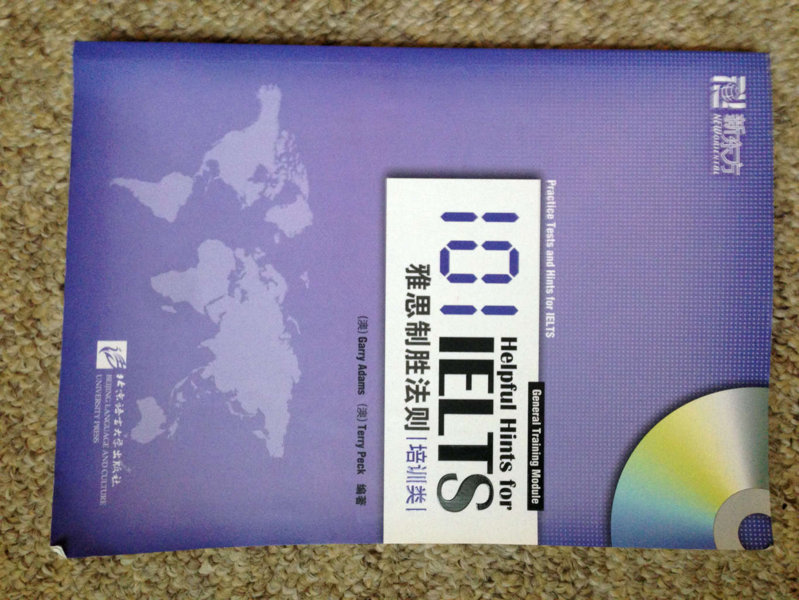 新东方
NEWORIENTAL
Practice Tests and Hints for IELTS
General Training Module
101 Helpful Hints for
IELTS
雅思制胜法则 |培训类|
(澳) Garry Adams (澳) Terry Peck 编著
北京语言大学出版社
BEIJING LANGUAGE AND CULTURE
UNIVERSITY PRESS